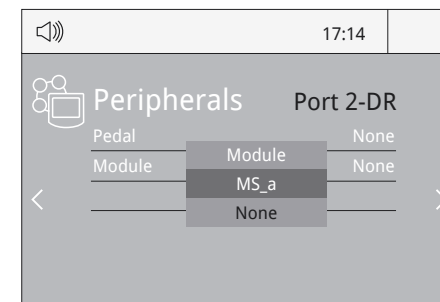 17:14
Peripherals Port 2-DR
Pedal None
Module
Module None
MS_a
None